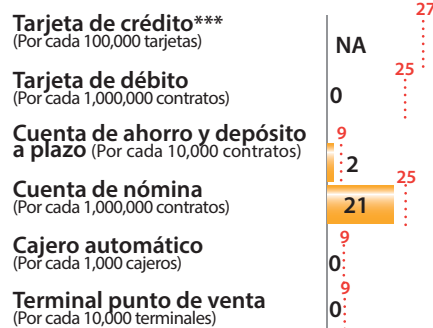 27
Tarjeta de crédito***
(Por cada 100,000 tarjetas)
NA
25
Tarjeta de débito
(Por cada 1,000,000 contratos)
0
9
Cuenta de ahorro y depósito
a plazo (Por cada 10,000 contratos)
2
25
Cuenta de nómina
(Por cada 1,000,000 contratos)
21
9
Cajero automático
(Por cada 1,000 cajeros)
0
9
Terminal punto de venta
(Por cada 10,000 terminales)
0